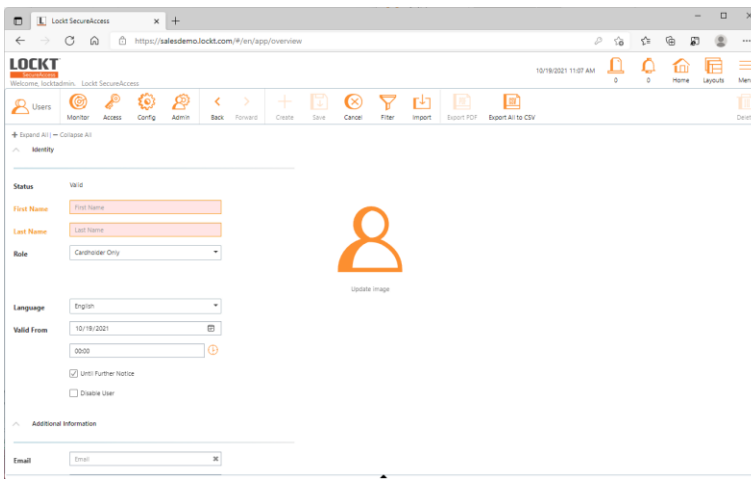 Lockt SecureAccess
https://salesdemo.lockt.com/#/en/app/overview
LOCKT
SecureAccess
Welcome, locktadmin. Lockt SecureAccess
10/19/2021 11:07 AM
0 0 Home Layouts Men
Users Monitor Access Config Admin Back Forward Create Save Cancel Filter Import Export PDF Export All to CSV Delet
Expand All | Collapse All
Identity
Status Valid
First Name First Name
Last Name Last Name
Role Cardholder Only
Update Image
Language English
Valid From 10/19/2021
00:00
Until Further Notice
Disable User
Additional Information
Email Email